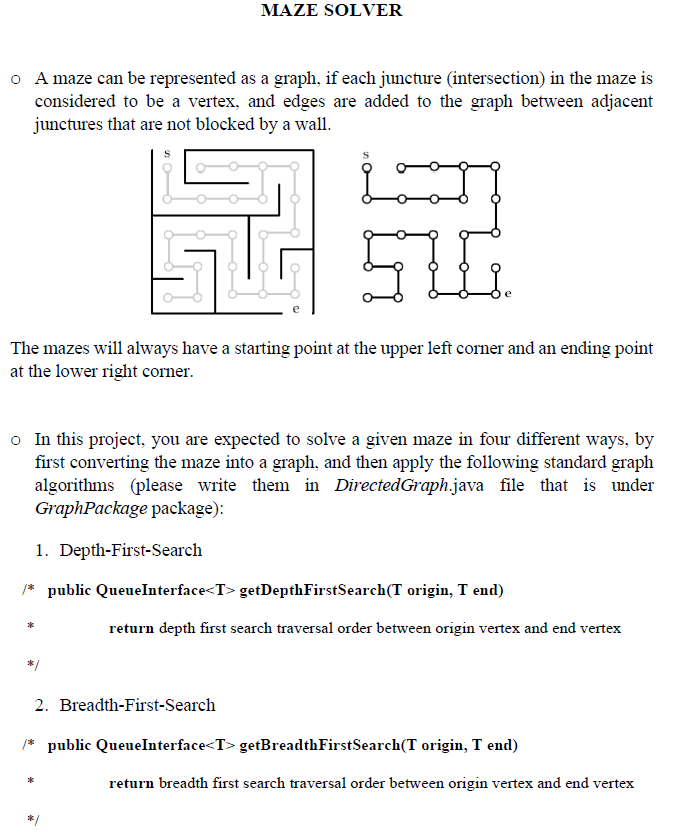 MAZE SOLVER
o A maze can be represented as a graph, if each juncture (intersection) in the maze is
considered to be a vertex, and edges are added to the graph between adjacent
junctures that are not blocked by a wall.
s s
e e
The mazes will always have a starting point at the upper left corner and an ending point
at the lower right corner.
o In this project, you are expected to solve a given maze in four different ways, by
first converting the maze into a graph, and then apply the following standard graph
algorithms (please write them in DirectedGraph.java file that is under
GraphPackage package):
1. Depth-First-Search
/* public QueueInterface<T> getDepthFirstSearch(T origin, T end)
* return depth first search traversal order between origin vertex and end vertex
*/
2. Breadth-First-Search
/* public QueueInterface<T> getBreadthFirstSearch(T origin, T end)
* return breadth first search traversal order between origin vertex and end vertex
*/